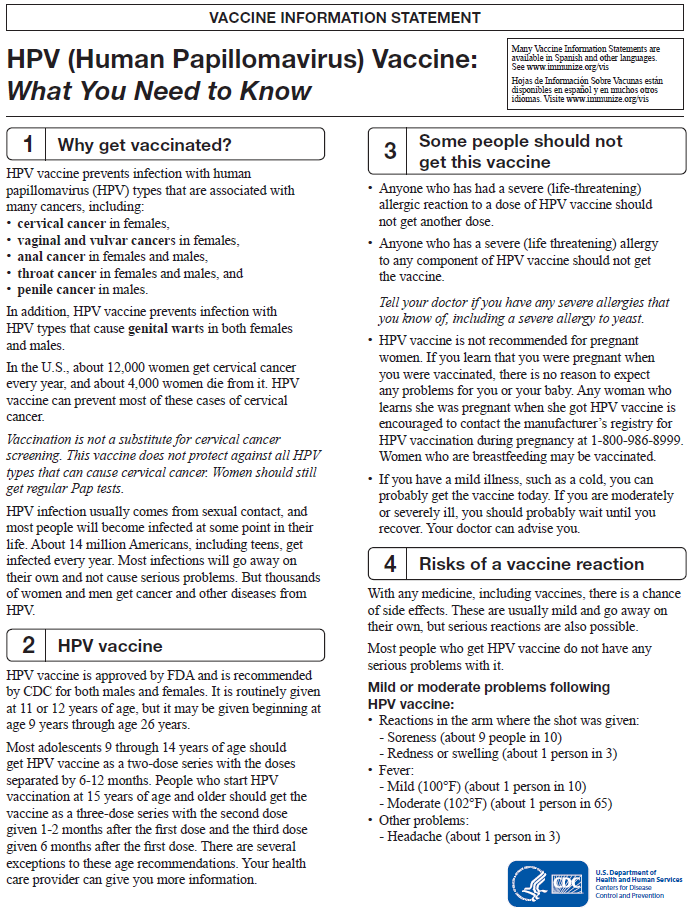 VACCINE INFORMATION STATEMENT
HPV (Human Papillomavirus) Vaccine:
What You Need to Know
Many Vaccine Information Statements are
available in Spanish and other languages.
See www.immunize.org/vis
Hojas de Información Sobre Vacunas están
disponibles en español y en muchos otros
idiomas. Visite www.immunize.org/vis
1 Why get vaccinated?
HPV vaccine prevents infection with human
papillomavirus (HPV) types that are associated with
many cancers, including:
• cervical cancer in females,
• vaginal and vulvar cancers in females,
• anal cancer in females and males,
• throat cancer in females and males, and
• penile cancer in males.
In addition, HPV vaccine prevents infection with
HPV types that cause genital warts in both females
and males.
In the U.S., about 12,000 women get cervical cancer
every year, and about 4,000 women die from it. HPV
vaccine can prevent most of these cases of cervical
cancer.
Vaccination is not a substitute for cervical cancer
screening. This vaccine does not protect against all HPV
types that can cause cervical cancer. Women should still
get regular Pap tests.
HPV infection usually comes from sexual contact, and
most people will become infected at some point in their
life. About 14 million Americans, including teens, get
infected every year. Most infections will go away on
their own and not cause serious problems. But thousands
of women and men get cancer and other diseases from
HPV.
2 HPV vaccine
HPV vaccine is approved by FDA and is recommended
by CDC for both males and females. It is routinely given
at 11 or 12 years of age, but it may be given beginning at
age 9 years through age 26 years.
Most adolescents 9 through 14 years of age should
get HPV vaccine as a two-dose series with the doses
separated by 6-12 months. People who start HPV
vaccination at 15 years of age and older should get the
vaccine as a three-dose series with the second dose
given 1-2 months after the first dose and the third dose
given 6 months after the first dose. There are several
exceptions to these age recommendations. Your health
care provider can give you more information.
3 Some people should not
get this vaccine
• Anyone who has had a severe (life-threatening)
allergic reaction to a dose of HPV vaccine should
not get another dose.
• Anyone who has a severe (life threatening) allergy
to any component of HPV vaccine should not get
the vaccine.
Tell your doctor if you have any severe allergies that
you know of, including a severe allergy to yeast.
• HPV vaccine is not recommended for pregnant
women. If you learn that you were pregnant when
you were vaccinated, there is no reason to expect
any problems for you or your baby. Any woman who
learns she was pregnant when she got HPV vaccine is
encouraged to contact the manufacturer's registry for
HPV vaccination during pregnancy at 1-800-986-8999.
Women who are breastfeeding may be vaccinated.
• If you have a mild illness, such as a cold, you can
probably get the vaccine today. If you are moderately
or severely ill, you should probably wait until you
recover. Your doctor can advise you.
4 Risks of a vaccine reaction
With any medicine, including vaccines, there is a chance
of side effects. These are usually mild and go away on
their own, but serious reactions are also possible.
Most people who get HPV vaccine do not have any
serious problems with it.
Mild or moderate problems following
HPV vaccine:
• Reactions in the arm where the shot was given:
- Soreness (about 9 people in 10)
- Redness or swelling (about 1 person in 3)
• Fever:
- Mild (100°F) (about 1 person in 10)
- Moderate (102°F) (about 1 person in 65)
• Other problems:
- Headache (about 1 person in 3)
CDC
U.S. Department of
Health and Human Services
Centers for Disease
Control and Prevention